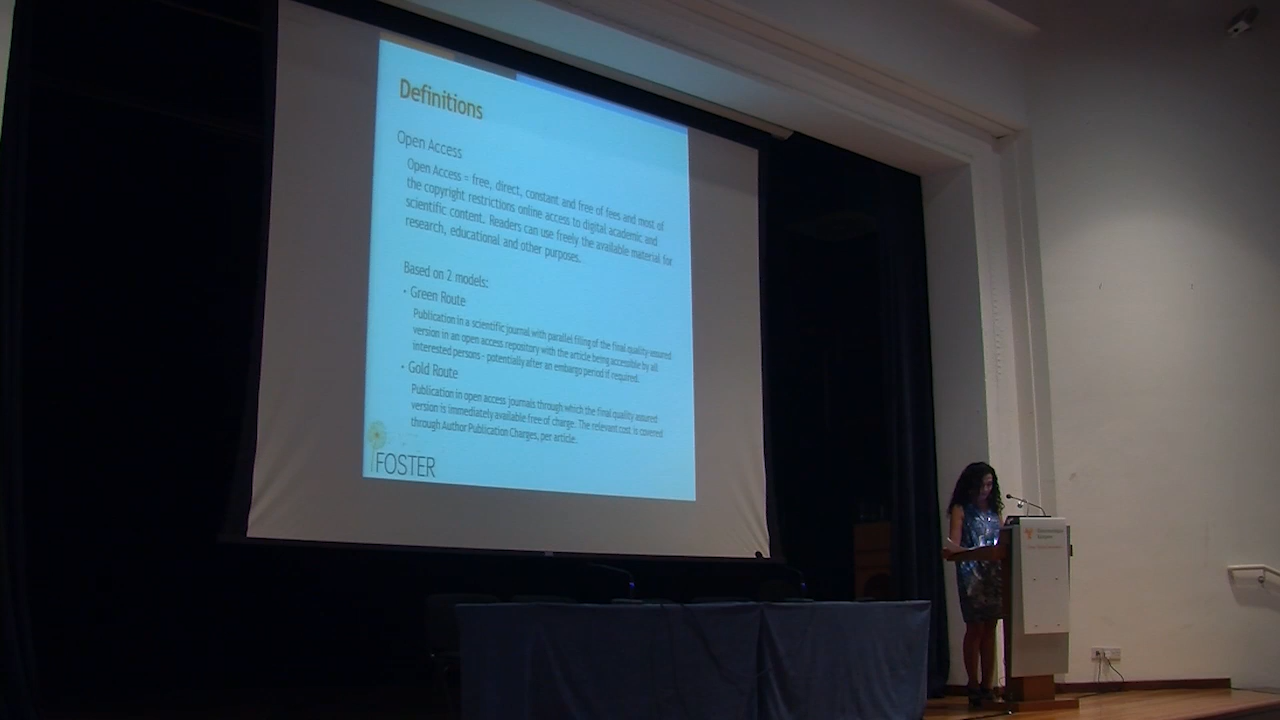 Definitions
Open Access
Open Access = free, direct, constant and free of fees and most of
the copyright restrictions online access to digital academic and
scientific content. Readers can use freely the available material for
research, educational and other purposes.
Based on 2 models:
• Green Route
Publication in a scientific journal with parallel filing of the final quality-assured
version in an open access repository with the article being accessible by all
interested persons - potentially after an embargo period if required.
• Gold Route
Publication in open access journals through which the final quality assured
version is immediately available free of charge. The relevant cost is covered
through Author Publication Charges, per article.
FOSTER